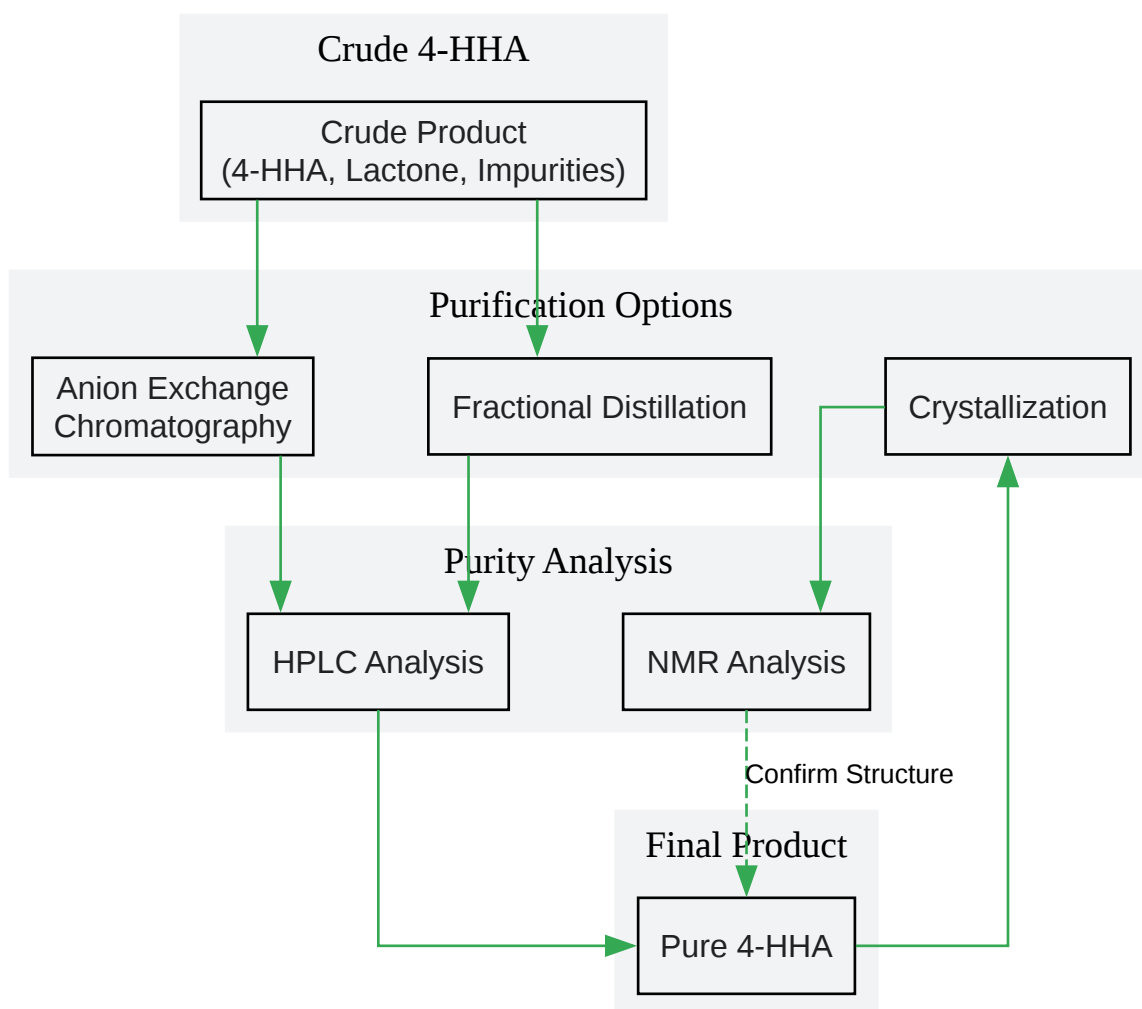 Crude 4-HHA
Crude Product
(4-HHA, Lactone, Impurities)
Purification Options
Anion Exchange
Chromatography
Fractional Distillation
Crystallization
Purity Analysis
HPLC Analysis
NMR Analysis
Confirm Structure
Final Product
Pure 4-HHA